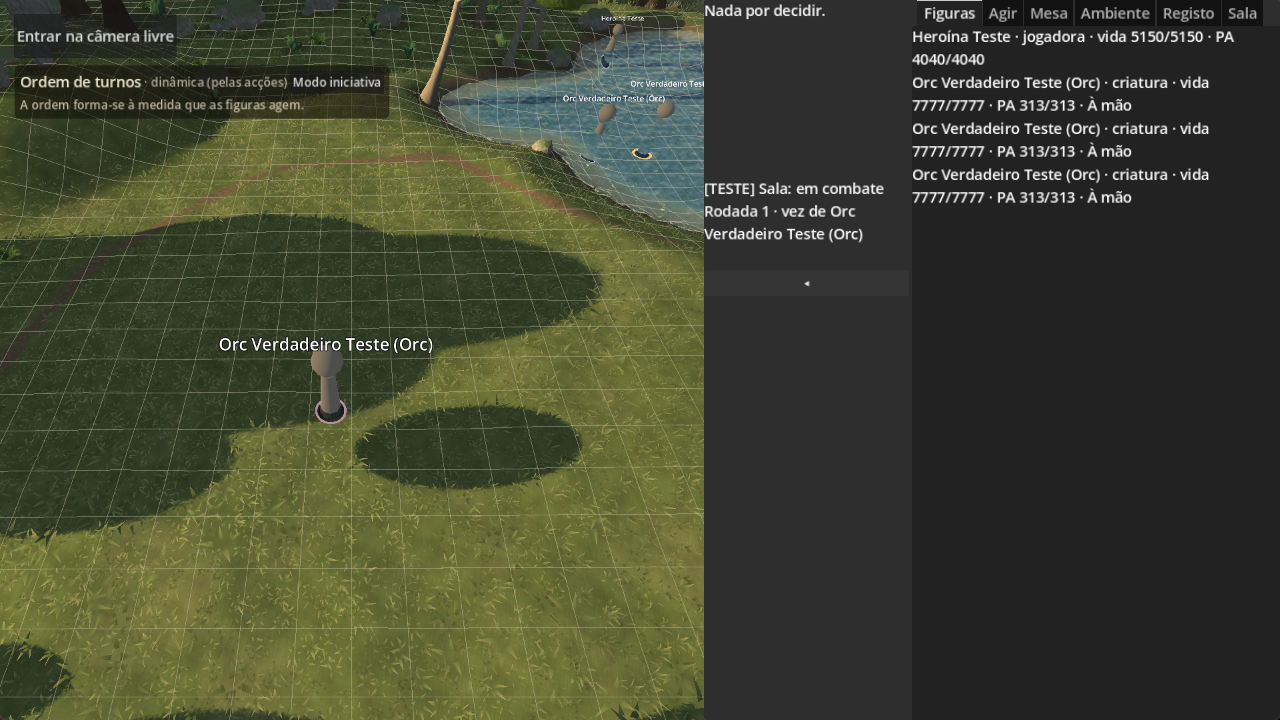 Entrar na câmera livre
Ordem de turnos · dinâmica (pelas acções) Modo iniciativa
A ordem forma-se à medida que as figuras agem.
Heroína Teste
Orc Verdadeiro Test
Orc Verdadeiro Teste (Orc)
Orc Verdadeiro Teste (Orc)
Nada por decidir.
[TESTE] Sala: em combate
Rodada 1 · vez de Orc
Verdadeiro Teste (Orc)
Figuras Agir Mesa Ambiente Registo Sala
Heroína Teste · jogadora · vida 5150/5150 · PA
4040/4040
Orc Verdadeiro Teste (Orc) · criatura · vida
7777/7777 · PA 313/313 · À mão
Orc Verdadeiro Teste (Orc) · criatura · vida
7777/7777 · PA 313/313 · À mão
Orc Verdadeiro Teste (Orc) · criatura · vida
7777/7777 · PA 313/313 · À mão